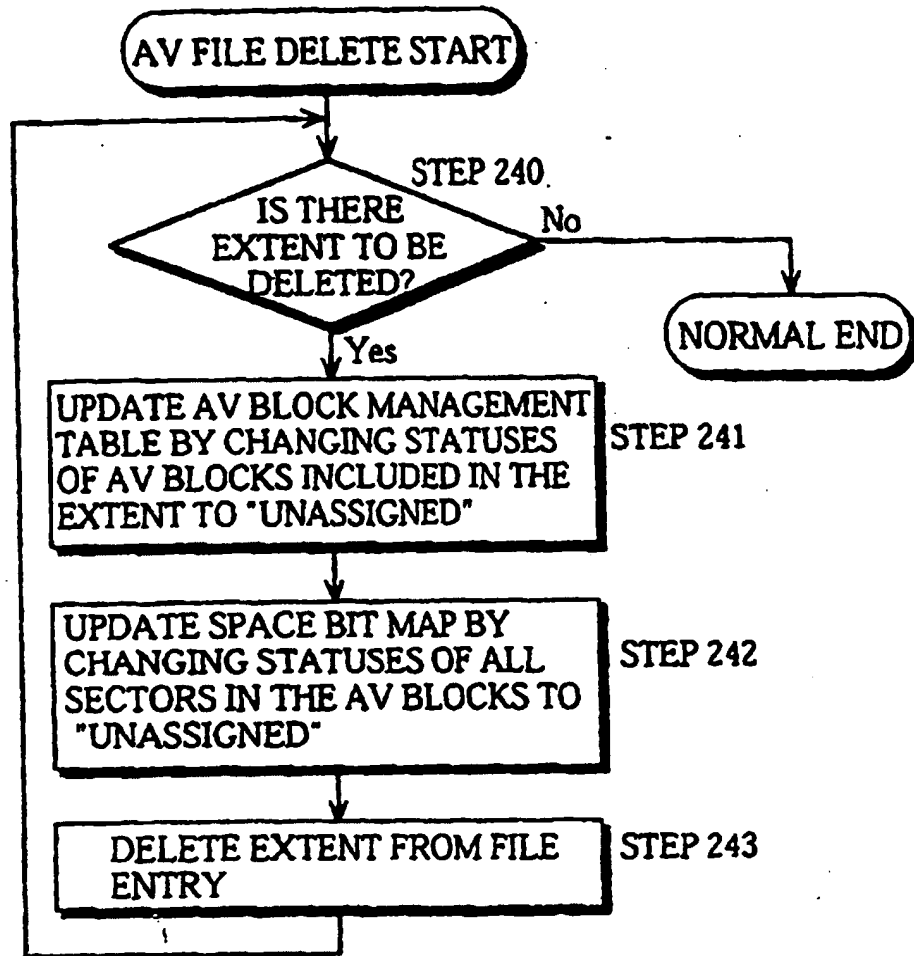 AV FILE DELETE START
STEP 240.
IS THERE
EXTENT TO BE
DELETED?
No
NORMAL END
Yes
UPDATE AV BLOCK MANAGEMENT
TABLE BY CHANGING STATUSES
OF AV BLOCKS INCLUDED IN THE
EXTENT TO "UNASSIGNED"
STEP 241
UPDATE SPACE BIT MAP BY
CHANGING STATUSES OF ALL
SECTORS IN THE AV BLOCKS TO
"UNASSIGNED"
STEP 242
DELETE EXTENT FROM FILE
ENTRY
STEP 243